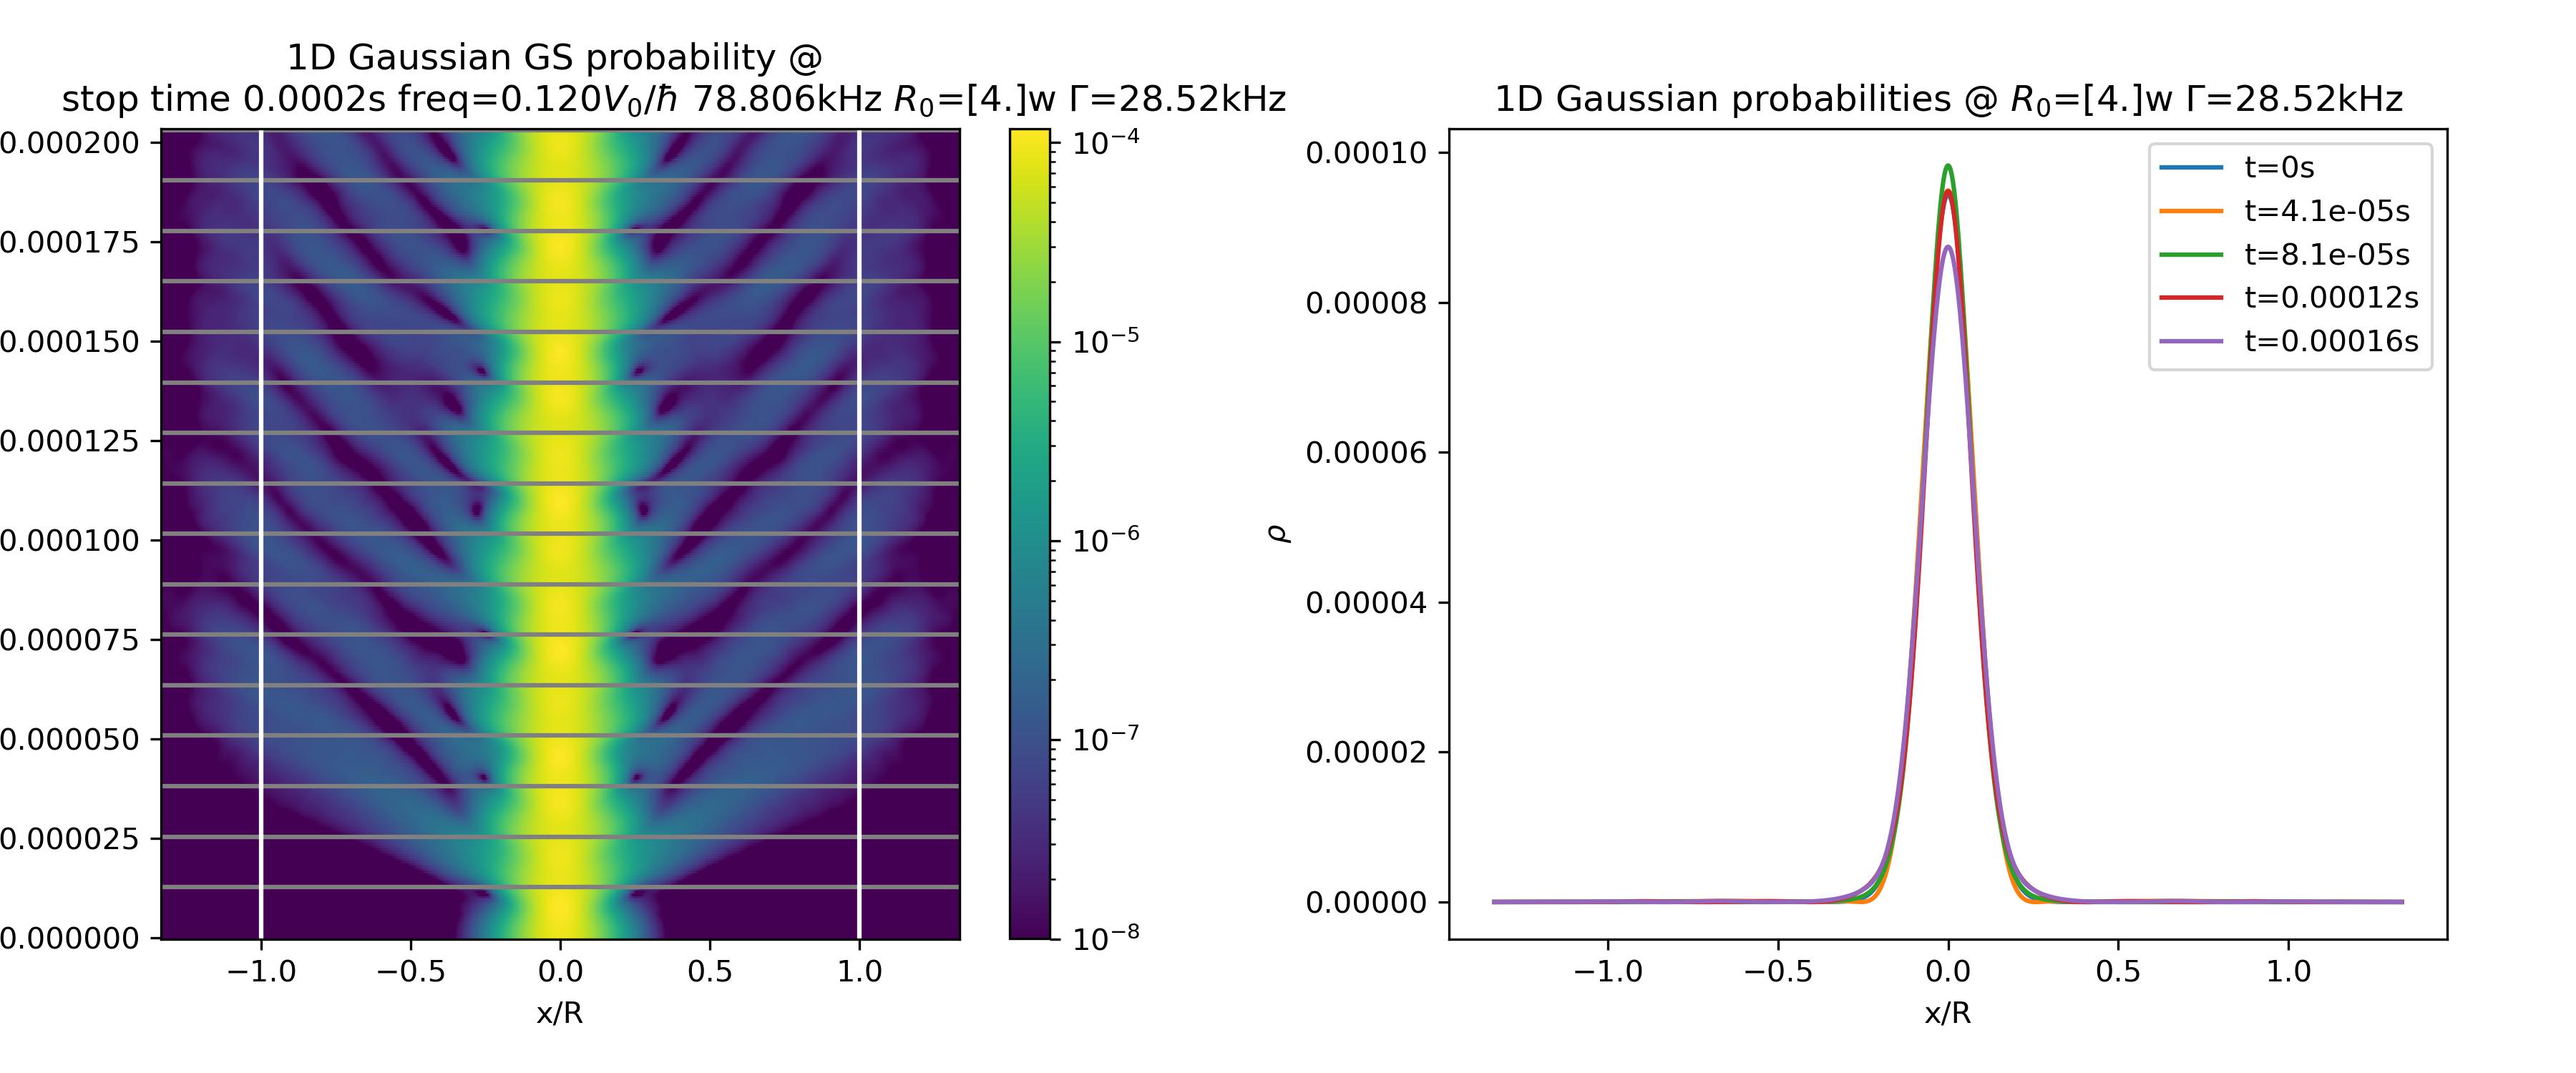 1D Gaussian GS probability @
stop time 0.0002s freq=0.120V₀/ℏ 78.806kHz R₀=[4.]w Γ=28.52kHz
0.000200
0.000175
0.000150
0.000125
0.000100
0.000075
0.000050
0.000025
0.000000
−1.0 −0.5 0.0 0.5 1.0
x/R
10⁻⁴
10⁻⁵
10⁻⁶
10⁻⁷
10⁻⁸
1D Gaussian probabilities @ R₀=[4.]w Γ=28.52kHz
ρ
0.00010
0.00008
0.00006
0.00004
0.00002
0.00000
t=0s
t=4.1e-05s
t=8.1e-05s
t=0.00012s
t=0.00016s
−1.0 −0.5 0.0 0.5 1.0
x/R